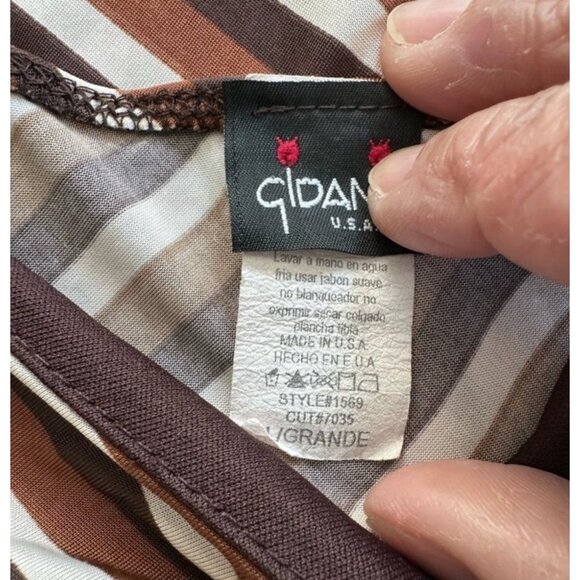 GIDANI
U.S.A.
Lavar a mano en agua
fria usar jabon suave
no blanqueador no
exprimir secar colgado
plancha tibia
MADE IN U.S.A.
HECHO EN E.U.A
STYLE#1569
CUT#7035
L/GRANDE